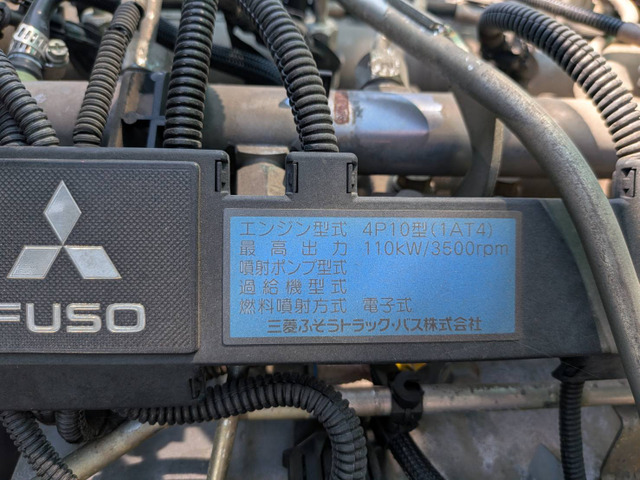 FUSO
エンジン型式 4P10型(1AT4)
最高出力 110kW/3500rpm
噴射ポンプ型式
過給機型式
燃料噴射方式 電子式
三菱ふそうトラック・バス株式会社